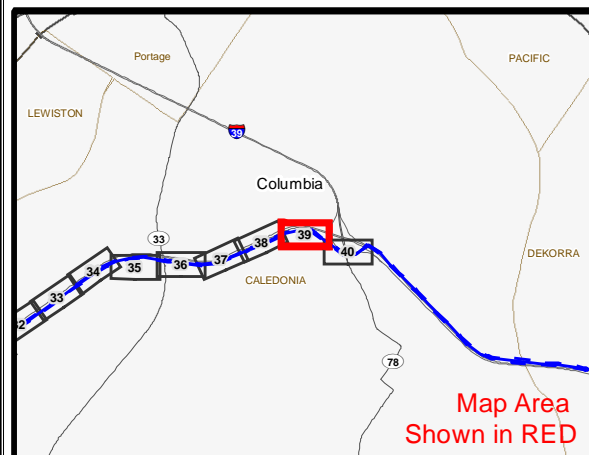 Portage
PACIFIC
LEWISTON
39
Columbia
33
39
38
40
37
36
35
34
33
32
CALEDONIA
DEKORRA
78
Map Area
Shown in RED